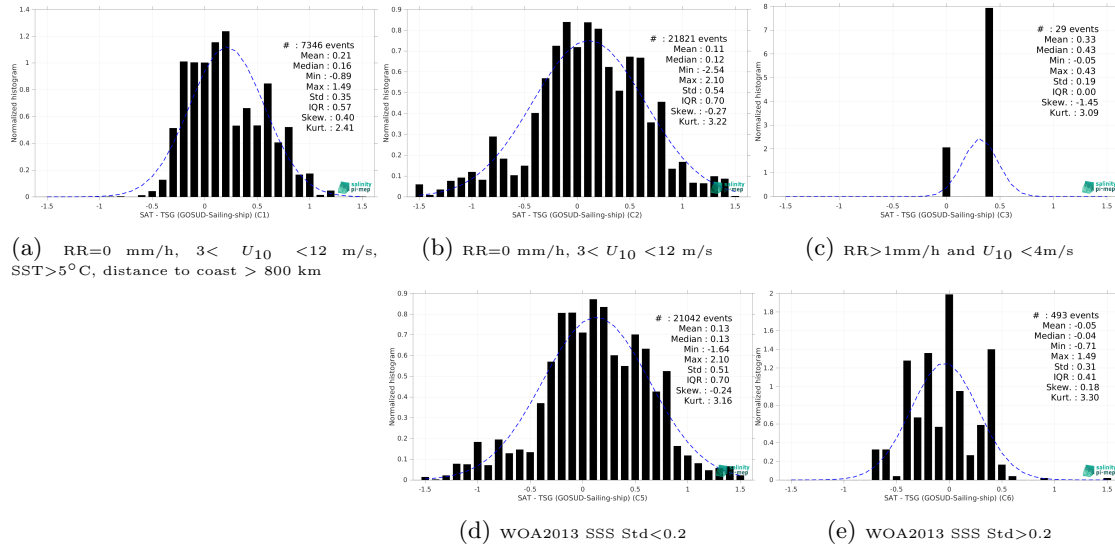 1.4
1.2
1
0.8
0.6
0.4
0.2
0
Normalized histogram
-1.5 -1 -0.5 0 0.5 1 1.5
SAT - TSG (GOSUD-Sailing-ship) (C1)
# : 7346 events
Mean : 0.21
Median : 0.16
Min : -0.89
Max : 1.49
Std : 0.35
IQR : 0.57
Skew. : 0.40
Kurt. : 2.41
salinity
pi-mep
(a) RR=0 mm/h, 3< U10 <12 m/s,
SST>5°C, distance to coast > 800 km
0.9
0.8
0.7
0.6
0.5
0.4
0.3
0.2
0.1
0
Normalized histogram
-1.5 -1 -0.5 0 0.5 1 1.5
SAT - TSG (GOSUD-Sailing-ship) (C2)
# : 21821 events
Mean : 0.11
Median : 0.12
Min : -2.54
Max : 2.10
Std : 0.54
IQR : 0.70
Skew. : -0.27
Kurt. : 3.22
salinity
pi-mep
(b) RR=0 mm/h, 3< U10 <12 m/s
8
7
6
5
4
3
2
1
0
Normalized histogram
-1.5 -1 -0.5 0 0.5 1 1.5
SAT - TSG (GOSUD-Sailing-ship) (C3)
# : 29 events
Mean : 0.33
Median : 0.43
Min : -0.05
Max : 0.43
Std : 0.19
IQR : 0.00
Skew. : -1.45
Kurt. : 3.09
salinity
pi-mep
(c) RR>1mm/h and U10 <4m/s
0.9
0.8
0.7
0.6
0.5
0.4
0.3
0.2
0.1
0
Normalized histogram
-1.5 -1 -0.5 0 0.5 1 1.5
SAT - TSG (GOSUD-Sailing-ship) (C5)
# : 21042 events
Mean : 0.13
Median : 0.13
Min : -1.64
Max : 2.10
Std : 0.51
IQR : 0.70
Skew. : -0.24
Kurt. : 3.16
salinity
pi-mep
(d) WOA2013 SSS Std<0.2
2
1.8
1.6
1.4
1.2
1
0.8
0.6
0.4
0.2
0
Normalized histogram
-1.5 -1 -0.5 0 0.5 1 1.5
SAT - TSG (GOSUD-Sailing-ship) (C6)
# : 493 events
Mean : -0.05
Median : -0.04
Min : -0.71
Max : 1.49
Std : 0.31
IQR : 0.41
Skew. : 0.18
Kurt. : 3.30
salinity
pi-mep
(e) WOA2013 SSS Std>0.2